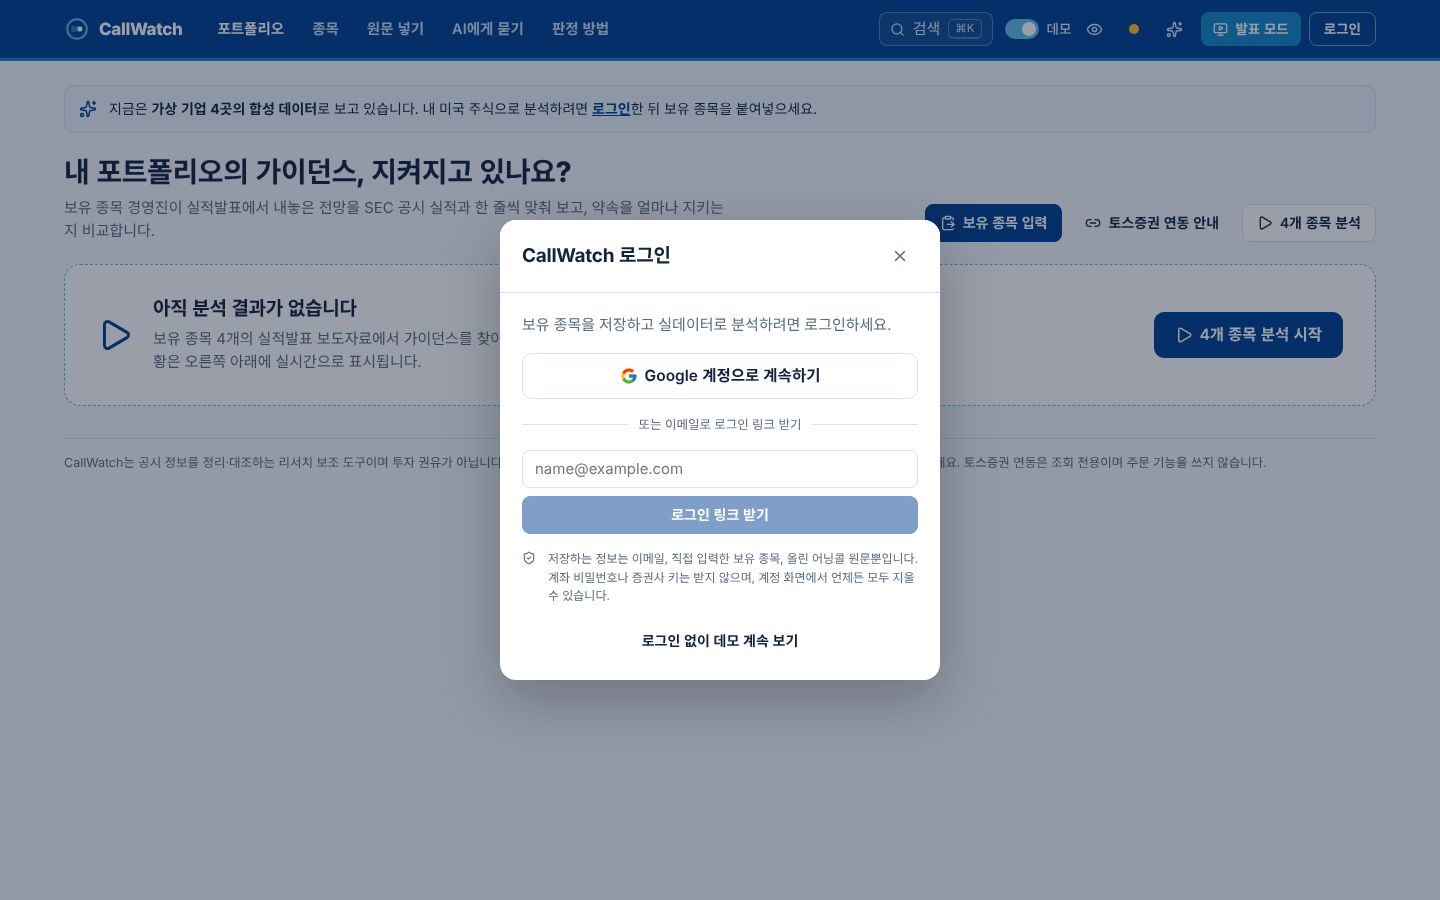 CallWatch 포트폴리오 종목 원문 넣기 AI에게 묻기 판정 방법 검색 ⌘K 데모 발표 모드 로그인
지금은 가상 기업 4곳의 합성 데이터로 보고 있습니다. 내 미국 주식으로 분석하려면 로그인한 뒤 보유 종목을 붙여넣으세요.
내 포트폴리오의 가이던스, 지켜지고 있나요?
보유 종목 경영진이 실적발표에서 내놓은 전망을 SEC 공시 실적과 한 줄씩 맞춰 보고, 약속을 얼마나 지키는
지 비교합니다.
보유 종목 입력 토스증권 연동 안내 4개 종목 분석
아직 분석 결과가 없습니다
보유 종목 4개의 실적발표 보도자료에서 가이던스를 찾아
황은 오른쪽 아래에 실시간으로 표시됩니다.
4개 종목 분석 시작
CallWatch는 공시 정보를 정리·대조하는 리서치 보조 도구이며 투자 권유가 아닙니다
토스증권 연동은 조회 전용이며 주문 기능을 쓰지 않습니다.
CallWatch 로그인
보유 종목을 저장하고 실데이터로 분석하려면 로그인하세요.
Google 계정으로 계속하기
또는 이메일로 로그인 링크 받기
name@example.com
로그인 링크 받기
저장하는 정보는 이메일, 직접 입력한 보유 종목, 올린 어닝콜 원문뿐입니다.
계좌 비밀번호나 증권사 키는 받지 않으며, 계정 화면에서 언제든 모두 지울
수 있습니다.
로그인 없이 데모 계속 보기